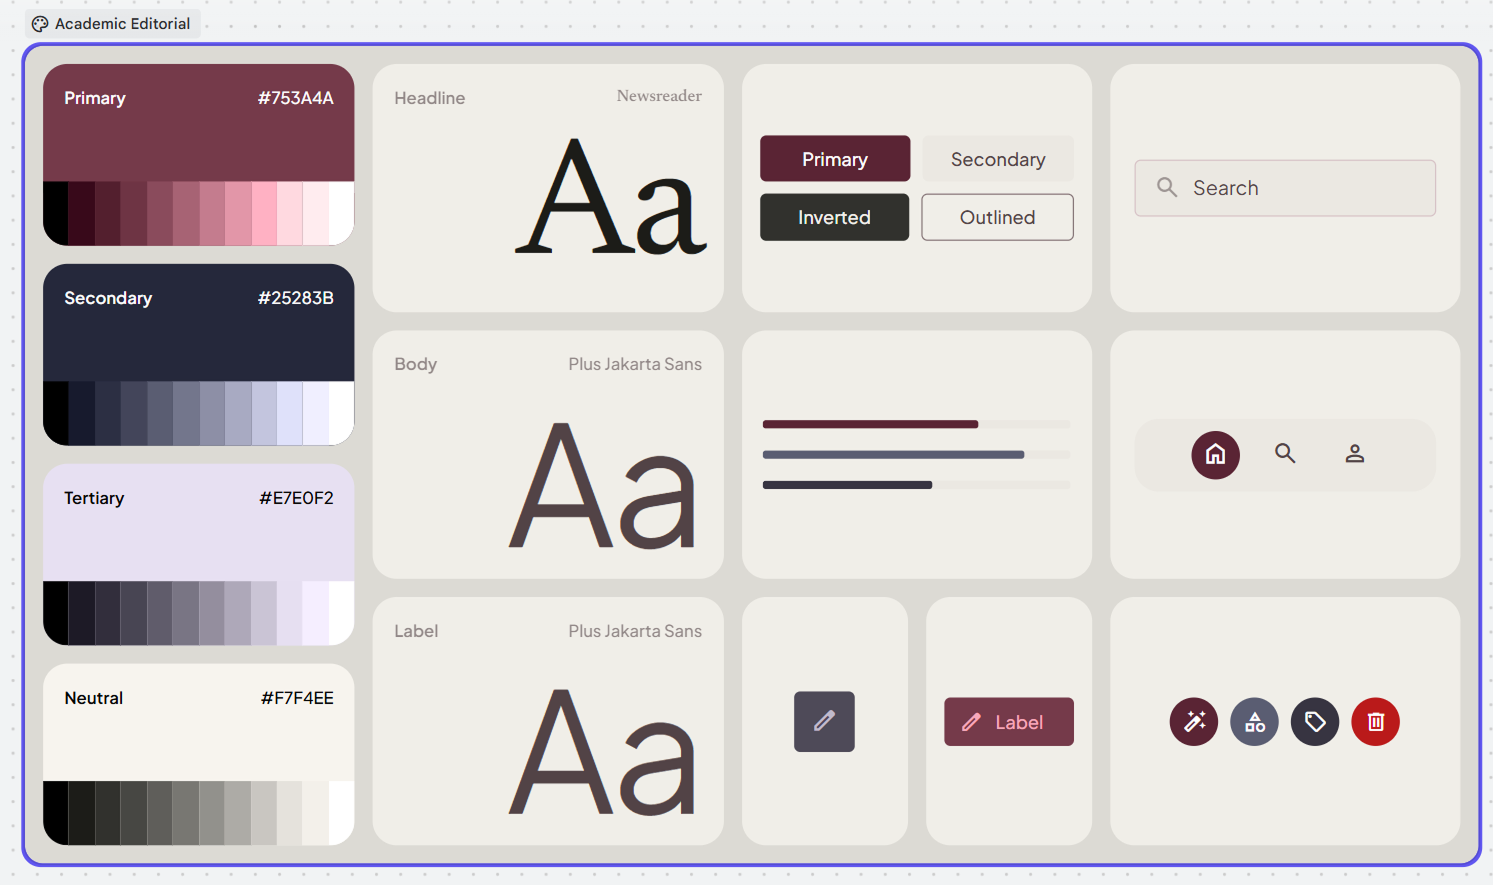 Academic Editorial
Primary #753A4A
Secondary #25283B
Tertiary #E7E0F2
Neutral #F7F4EE
Headline Newsreader
Aa
Body Plus Jakarta Sans
Aa
Label Plus Jakarta Sans
Aa
Primary Secondary
Inverted Outlined
Label
Search